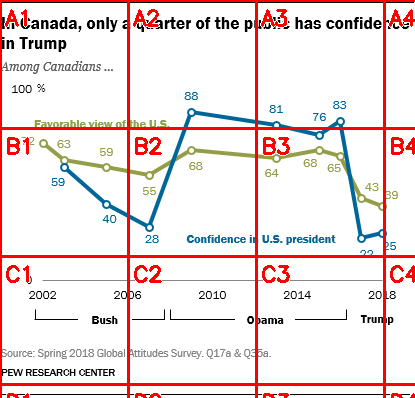 In Canada, only a quarter of the public has confidence
in Trump
Among Canadians ...
100 %
88
81
76
83
Favorable view of the U.S.
72
63
59
59
40
55
28
68
64
68
65
43
39
22
25
Confidence in U.S. president
0
2002 2006 2010 2014 2018
Bush Obama Trump
Source: Spring 2018 Global Attitudes Survey. Q17a & Q35a.
PEW RESEARCH CENTER
A1 A2 A3 A4
B1 B2 B3 B4
C1 C2 C3 C4